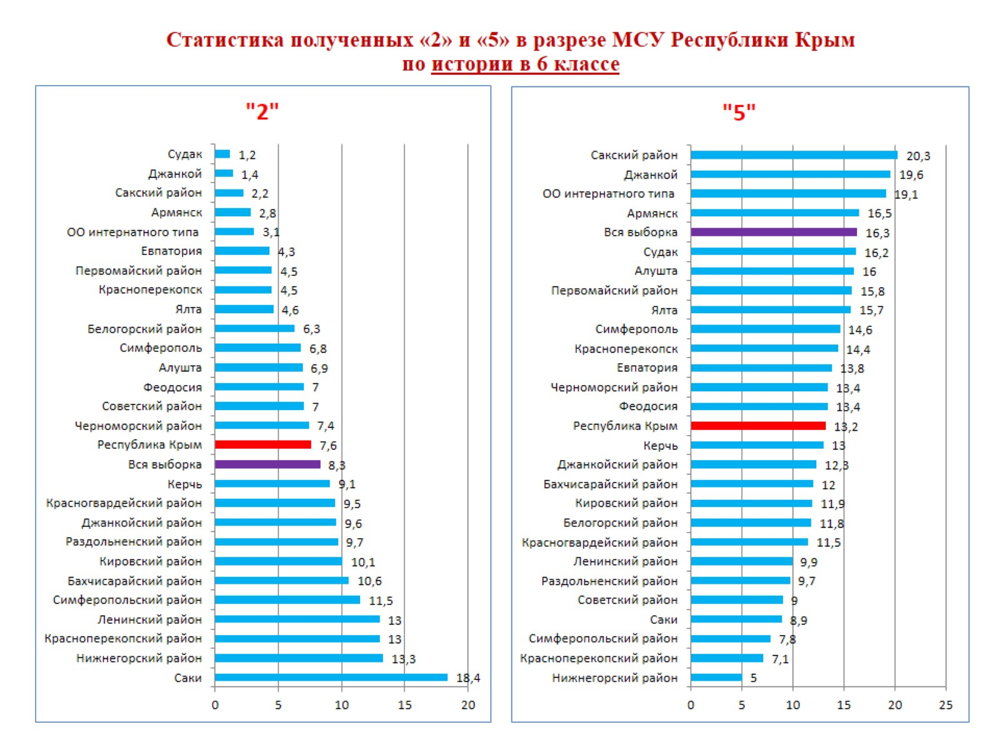 Статистика полученных «2» и «5» в разрезе МСУ Республики Крым
по истории в 6 классе
"2"
Судак 1,2
Джанкой 1,4
Сакский район 2,2
Армянск 2,8
ОО интернатного типа 3,1
Евпатория 4,3
Первомайский район 4,5
Красноперекопск 4,5
Ялта 4,6
Белогорский район 6,3
Симферополь 6,8
Алушта 6,9
Феодосия 7
Советский район 7
Черноморский район 7,4
Республика Крым 7,6
Вся выборка 8,3
Керчь 9,1
Красногвардейский район 9,5
Джанкойский район 9,6
Раздольненский район 9,7
Кировский район 10,1
Бахчисарайский район 10,6
Симферопольский район 11,5
Ленинский район 13
Красноперекопский район 13
Нижнегорский район 13,3
Саки 18,4
0 5 10 15 20
"5"
Сакский район 20,3
Джанкой 19,6
ОО интернатного типа 19,1
Армянск 16,5
Вся выборка 16,3
Судак 16,2
Алушта 16
Первомайский район 15,8
Ялта 15,7
Симферополь 14,6
Красноперекопск 14,4
Евпатория 13,8
Черноморский район 13,4
Феодосия 13,4
Республика Крым 13,2
Керчь 13
Джанкойский район 12,3
Бахчисарайский район 12
Кировский район 11,9
Белогорский район 11,8
Красногвардейский район 11,5
Ленинский район 9,9
Раздольненский район 9,7
Советский район 9
Саки 8,9
Симферопольский район 7,8
Красноперекопский район 7,1
Нижнегорский район 5
0 5 10 15 20 25